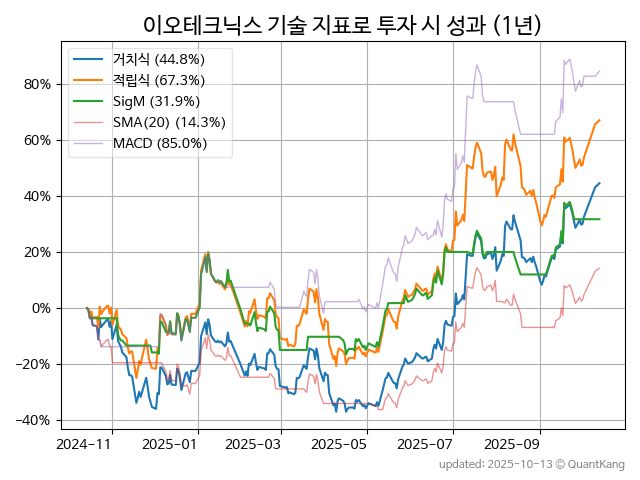 이오테크닉스 기술 지표로 투자 시 성과 (1년)
거치식 (44.8%)
적립식 (67.3%)
SigM (31.9%)
SMA(20) (14.3%)
MACD (85.0%)
80%
60%
40%
20%
0%
−20%
−40%
2024-11 2025-01 2025-03 2025-05 2025-07 2025-09
updated: 2025-10-13 © QuantKang